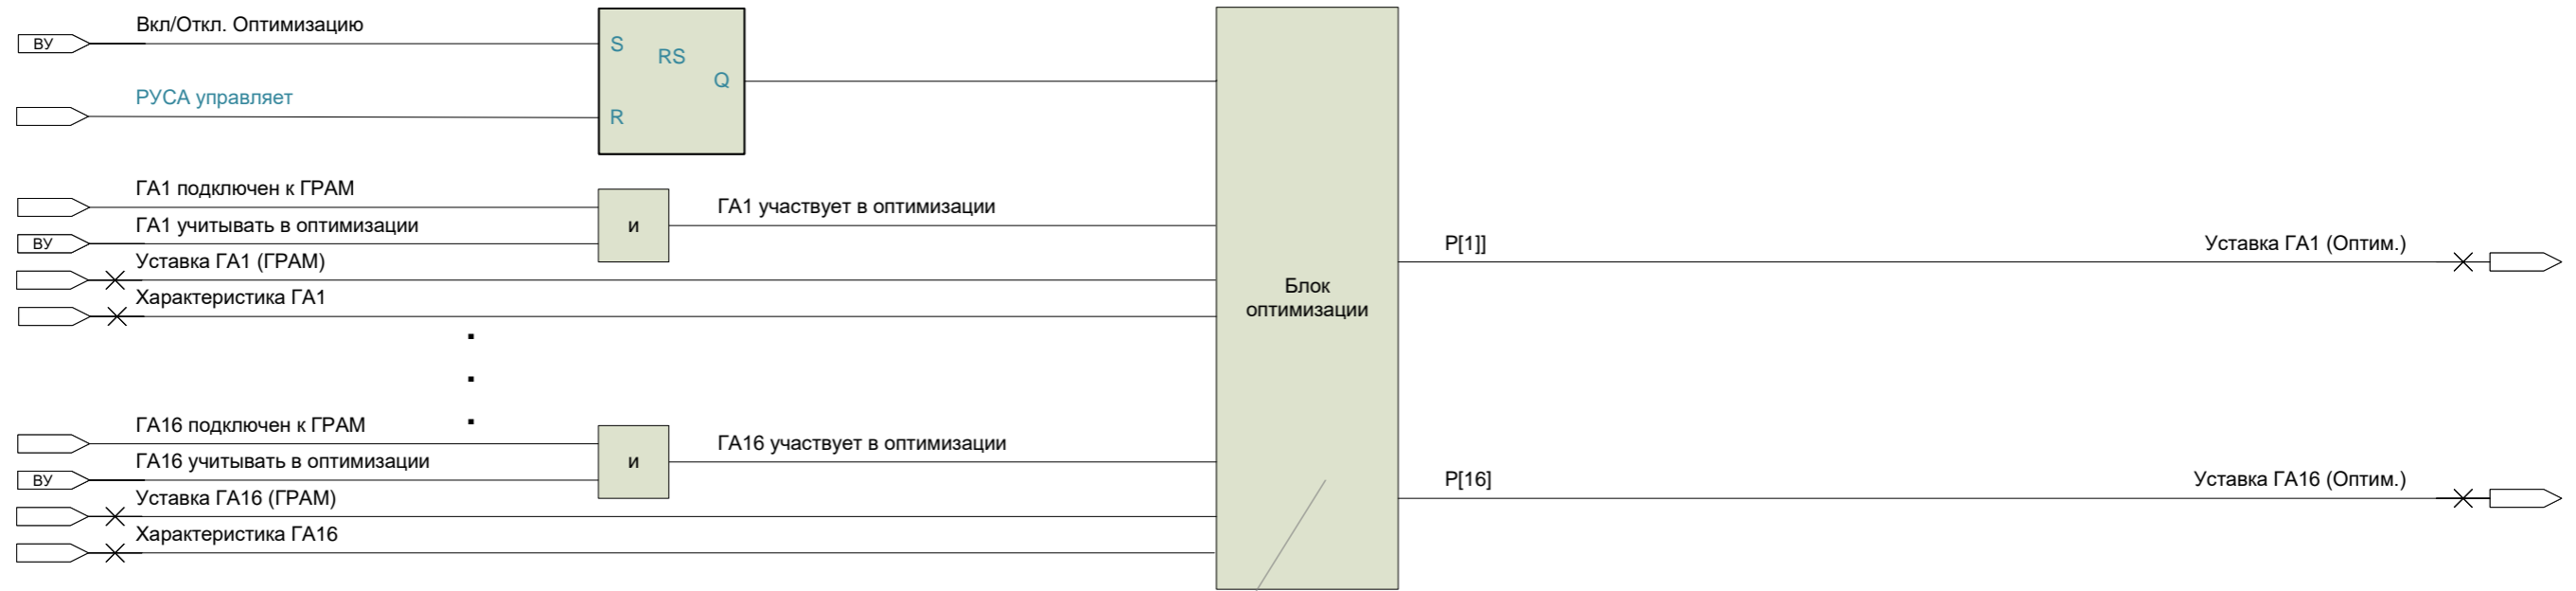 Вкл/Откл. Оптимизацию
ВУ
S
RS
Q
РУСА управляет
R
ГА1 подключен к ГРАМ
ГА1 учитывать в оптимизации
ВУ
и
ГА1 участвует в оптимизации
Уставка ГА1 (ГРАМ)
Характеристика ГА1
Блок
оптимизации
P[1]]
Уставка ГА1 (Оптим.)
ГА16 подключен к ГРАМ
ГА16 учитывать в оптимизации
ВУ
и
ГА16 участвует в оптимизации
Уставка ГА16 (ГРАМ)
Характеристика ГА16
P[16]
Уставка ГА16 (Оптим.)